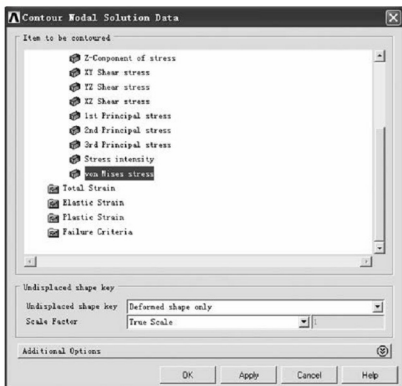 Contour Nodal Solution Data
Item to be contoured
Z-Component of stress
XY Shear stress
YZ Shear stress
XZ Shear stress
1st Principal stress
2nd Principal stress
3rd Principal stress
Stress intensity
von Mises stress
Total Strain
Elastic Strain
Plastic Strain
Failure Criteria
Undisplaced shape key
Undisplaced shape key Deformed shape only
Scale Factor True Scale 1
Additional Options
OK Apply Cancel Help